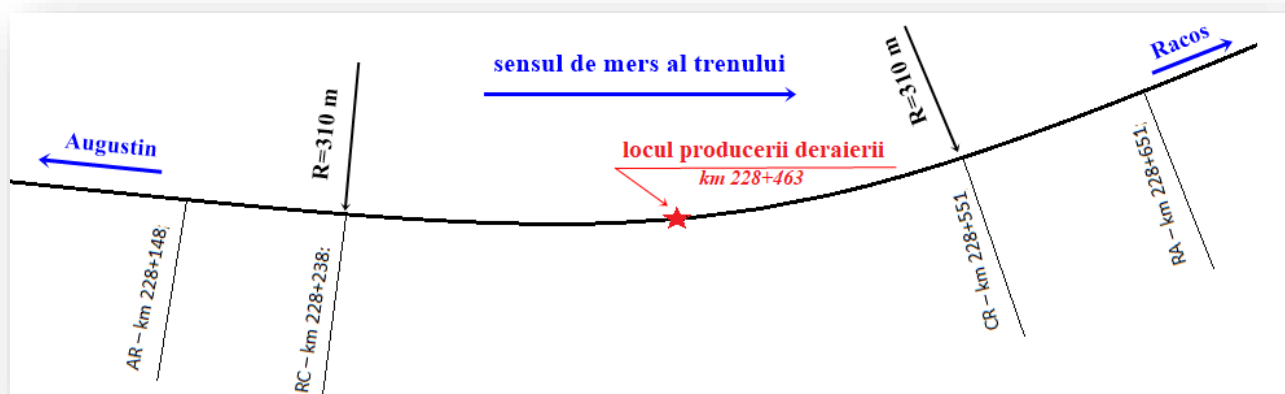 Racos
R=310 m
sensul de mers al trenului
R=310 m
Augustin
locul producerii deraierii
km 228+463
AR – km 228+148;
RC – km 228+238;
CR – km 228+551
RA – km 228+651;